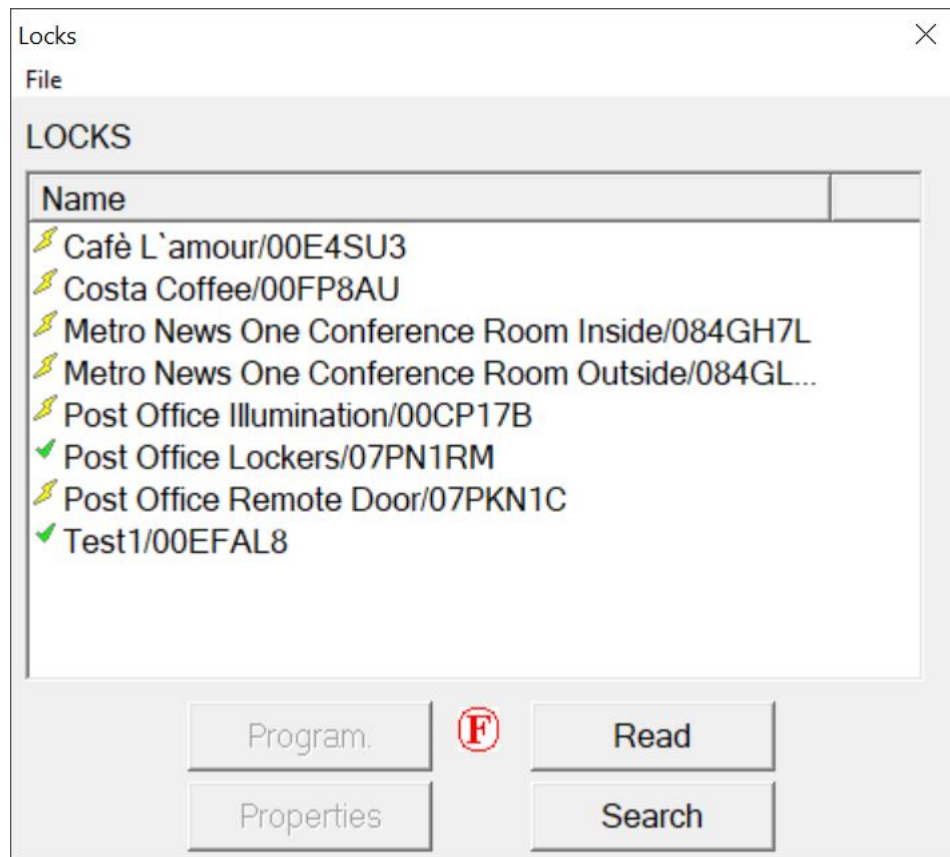 Locks
File
LOCKS
Name
Cafè L`amour/00E4SU3
Costa Coffee/00FP8AU
Metro News One Conference Room Inside/084GH7L
Metro News One Conference Room Outside/084GL...
Post Office Illumination/00CP17B
Post Office Lockers/07PN1RM
Post Office Remote Door/07PKN1C
Test1/00EFAL8
Program. F Read
Properties Search